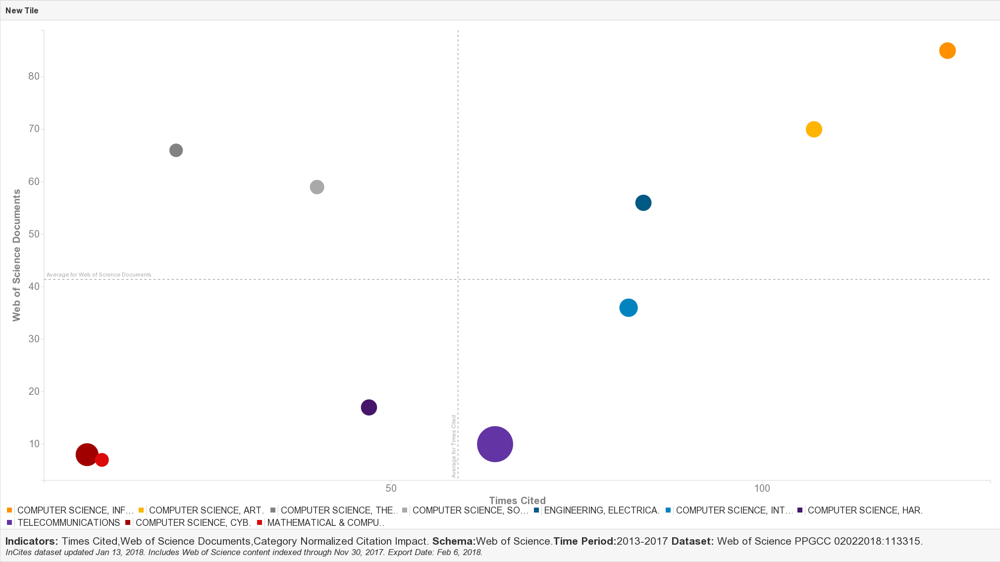 New Tile
80
70
60
50
40
30
20
10
Web of Science Documents
Average for Web of Science Documents
Average for Times Cited
50
100
Times Cited
COMPUTER SCIENCE, INF…
COMPUTER SCIENCE, ART.
COMPUTER SCIENCE, THE..
COMPUTER SCIENCE, SO…
ENGINEERING, ELECTRICA.
COMPUTER SCIENCE, INT…
COMPUTER SCIENCE, HAR.
TELECOMMUNICATIONS
COMPUTER SCIENCE, CYB.
MATHEMATICAL & COMPU..
Indicators: Times Cited,Web of Science Documents,Category Normalized Citation Impact. Schema:Web of Science.Time Period:2013-2017 Dataset: Web of Science PPGCC 02022018:113315.
InCites dataset updated Jan 13, 2018. Includes Web of Science content indexed through Nov 30, 2017. Export Date: Feb 6, 2018.